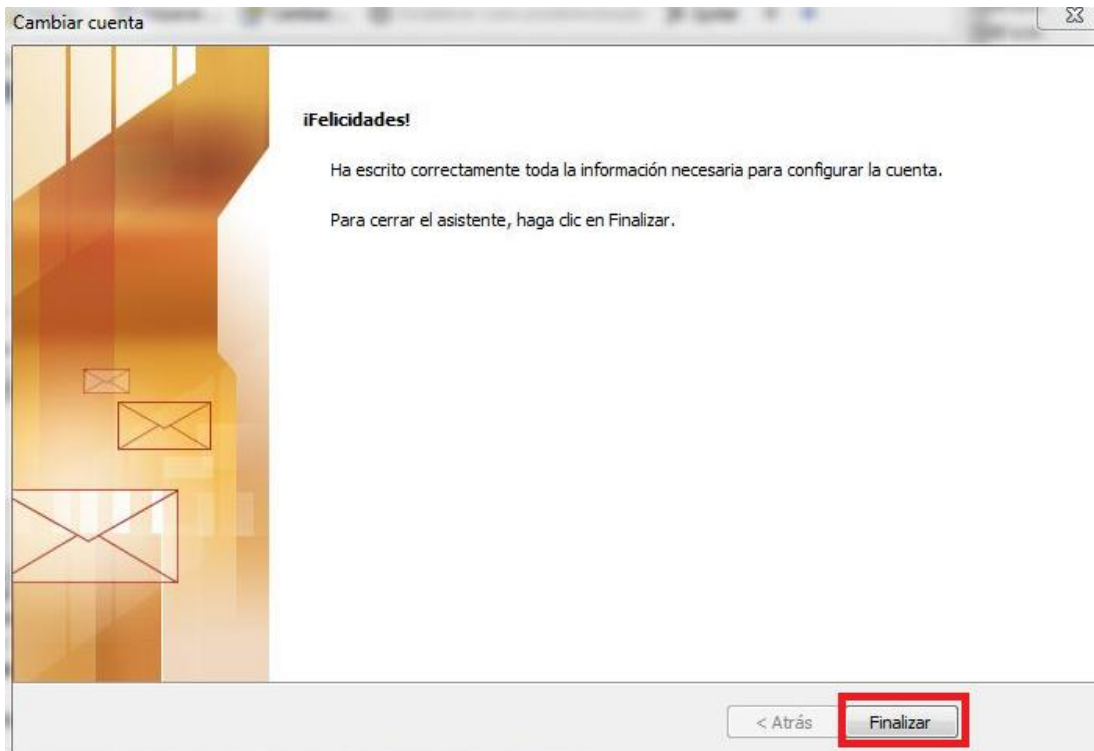 Cambiar cuenta
¡Felicidades!
Ha escrito correctamente toda la información necesaria para configurar la cuenta.
Para cerrar el asistente, haga clic en Finalizar.
< Atrás
Finalizar